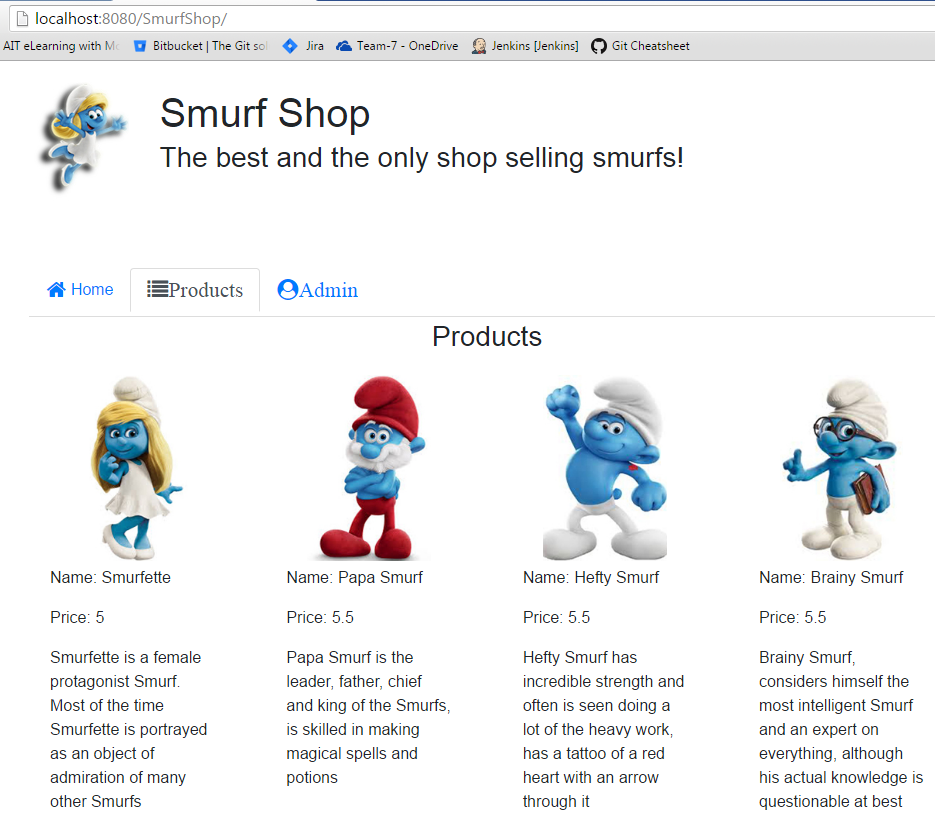 localhost:8080/SmurfShop/
AIT eLearning with Mo Bitbucket | The Git sol Jira Team-7 - OneDrive Jenkins [Jenkins] Git Cheatsheet
Smurf Shop
The best and the only shop selling smurfs!
Home Products Admin
Products
Name: Smurfette
Price: 5
Smurfette is a female
protagonist Smurf.
Most of the time
Smurfette is portrayed
as an object of
admiration of many
other Smurfs
Name: Papa Smurf
Price: 5.5
Papa Smurf is the
leader, father, chief
and king of the Smurfs,
is skilled in making
magical spells and
potions
Name: Hefty Smurf
Price: 5.5
Hefty Smurf has
incredible strength and
often is seen doing a
lot of the heavy work,
has a tattoo of a red
heart with an arrow
through it
Name: Brainy Smurf
Price: 5.5
Brainy Smurf,
considers himself the
most intelligent Smurf
and an expert on
everything, although
his actual knowledge is
questionable at best